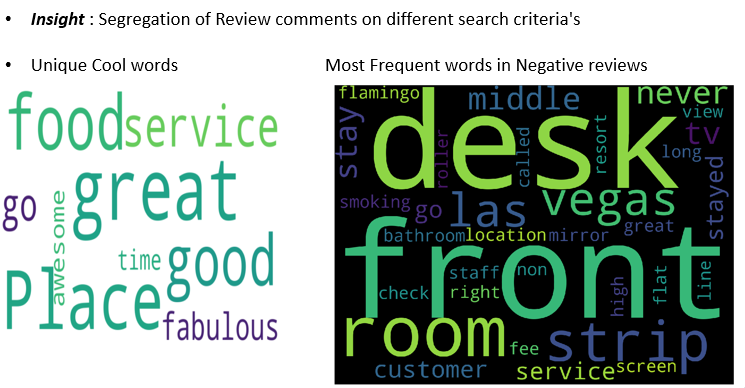 • Insight : Segregation of Review comments on different search criteria's
• Unique Cool words
Most Frequent words in Negative reviews
food
service
great
go
awesome
time
good
Place
fabulous
flamingo
middle
never
desk
view
stay
tv
roller
called
resort
long
smoking
go
las
vegas
stayed
great
bathroom
location
mirror
front
staff
non
check
right
high
flat
line
room
fee
strip
customer
service
screen